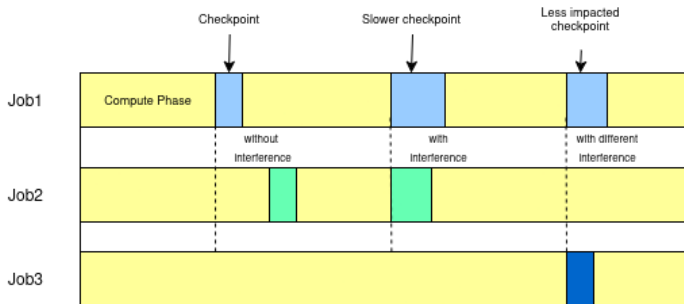 Checkpoint
Slower checkpoint
Less impacted
checkpoint
Job1
Compute Phase
without
Interference
with
Interference
with different
Interference
Job2
Job3